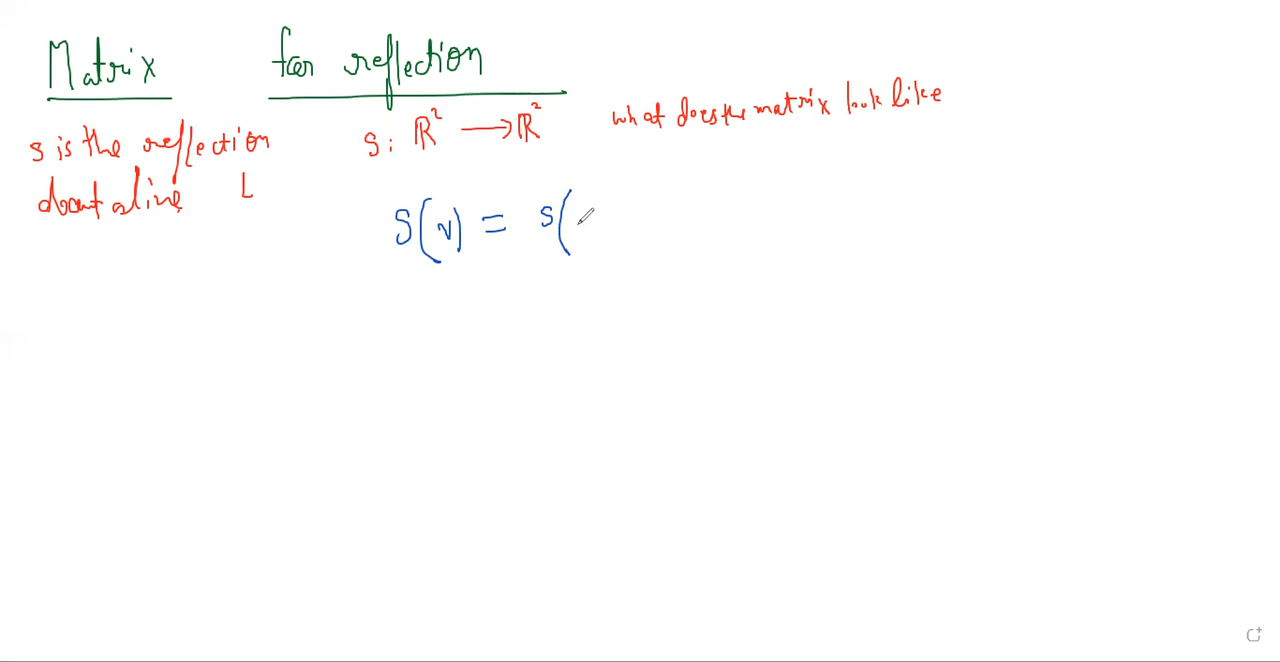 Matrix for reflection
s is the reflection
about a line L
S: ℝ² → ℝ²
what does the matrix look like
S(v) = s(